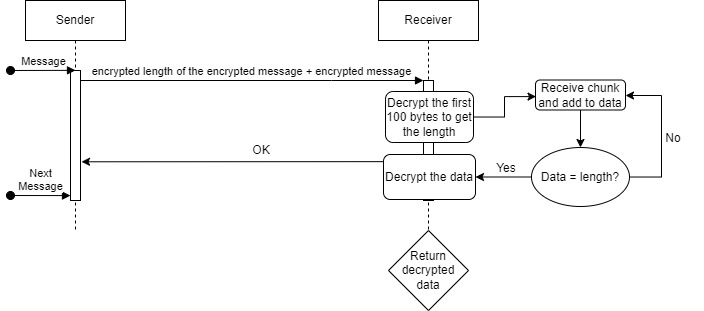 Sender
Receiver
Message
encrypted length of the encrypted message + encrypted message
Decrypt the first
100 bytes to get
the length
Receive chunk
and add to data
No
OK
Decrypt the data
Yes
Data = length?
Next
Message
Return
decrypted
data